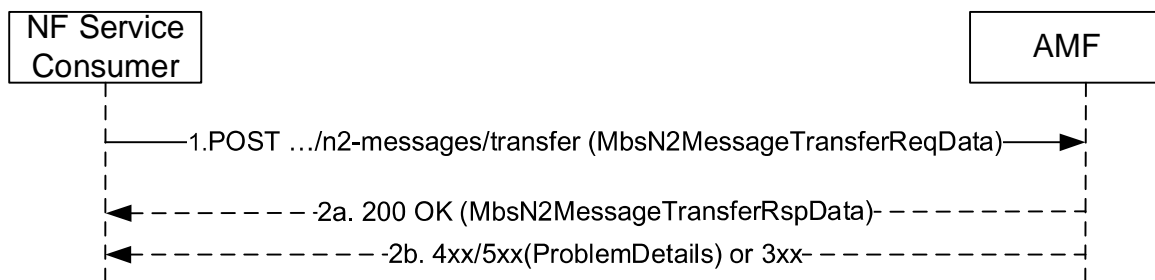 NF Service
Consumer
AMF
1.POST …/n2-messages/transfer (MbsN2MessageTransferReqData)
2a. 200 OK (MbsN2MessageTransferRspData)
2b. 4xx/5xx(ProblemDetails) or 3xx